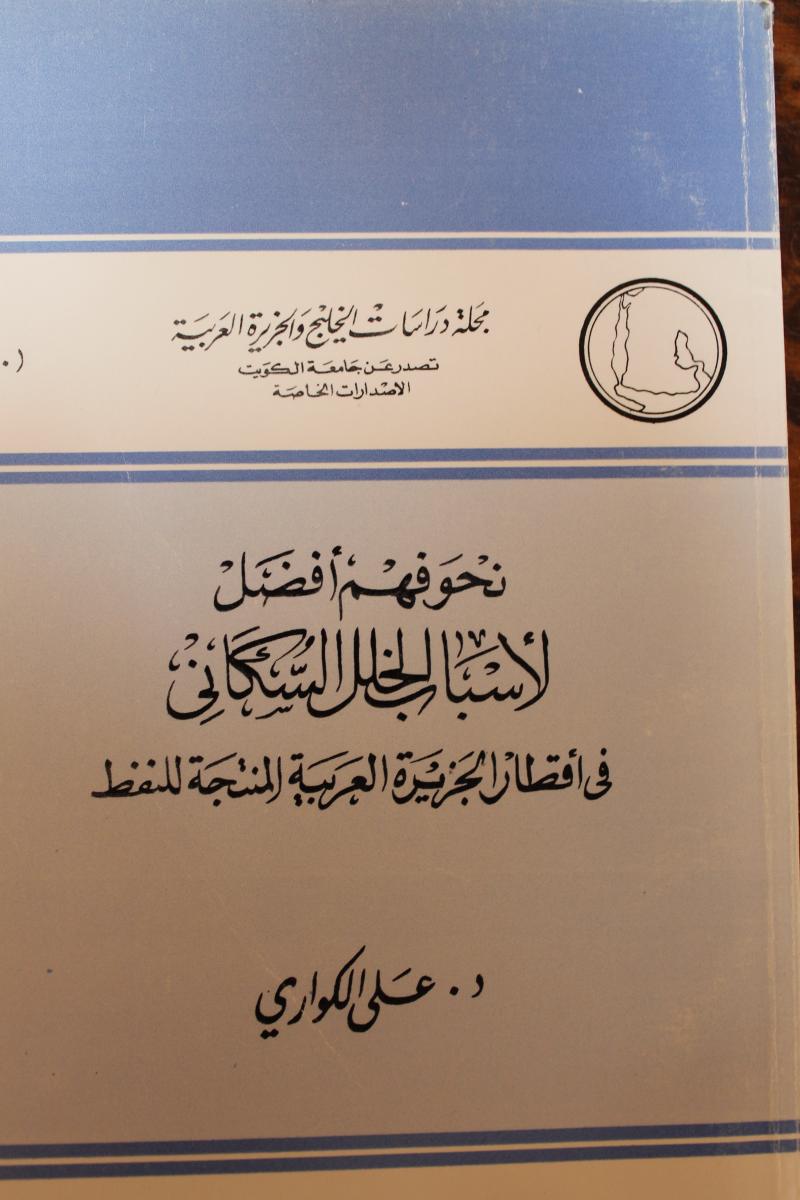 مجلة دراسات الخليج والجزيرة العربية
تصدر عن جامعة الكويت
الاصدارات الخاصة
نحو فهم أفضل
لأسباب الخلل السكاني
في أقطار الجزيرة العربية المنتجة للنفط
د. علي الكواري